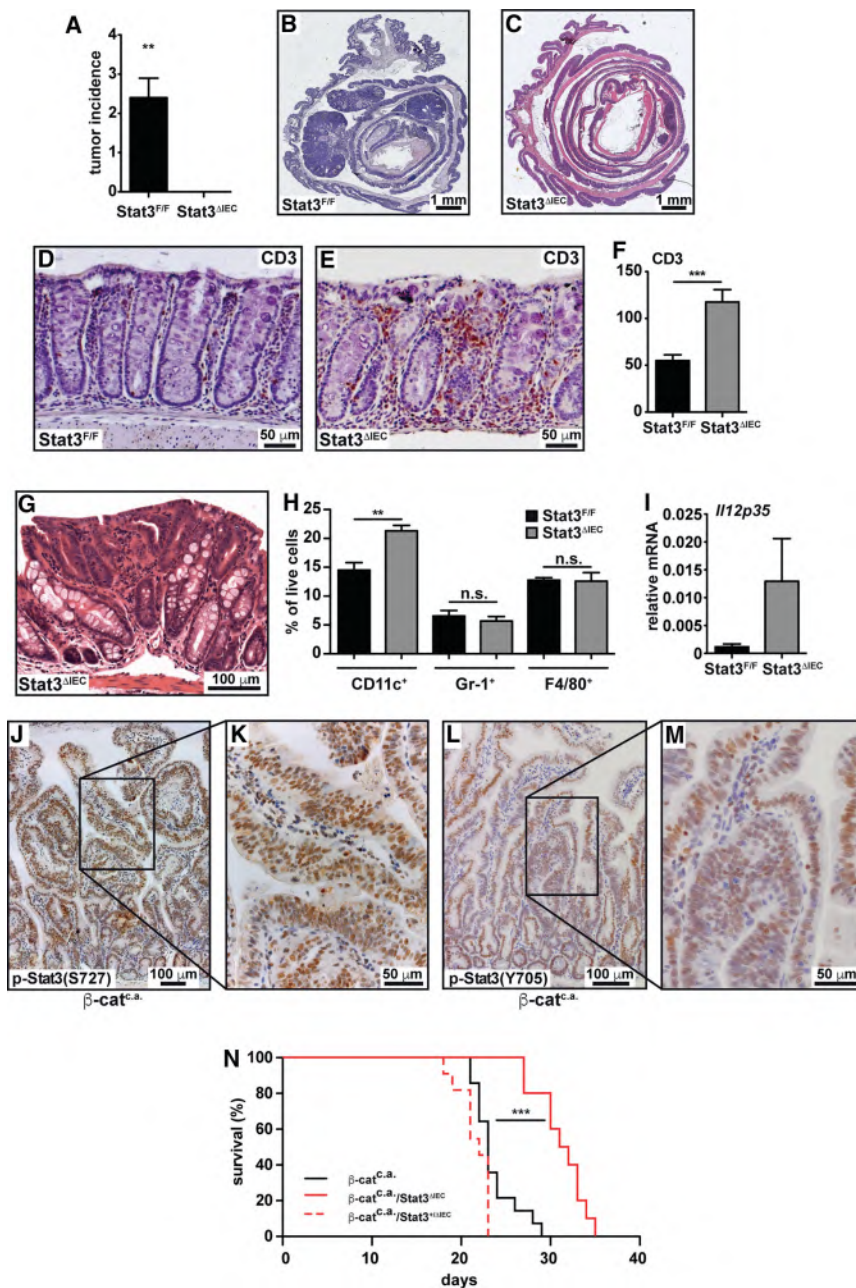 A
tumor incidence
4
3
2
1
0
**
Stat3F/F Stat3ΔIEC
B
Stat3F/F
1 mm
C
Stat3ΔIEC
1 mm
D
CD3
Stat3F/F
50 μm
E
CD3
Stat3ΔIEC
50 μm
F
CD3
150
100
50
0
***
Stat3F/F Stat3ΔIEC
G
Stat3ΔIEC
100 μm
H
% of live cells
25
20
15
10
5
0
**
n.s.
n.s.
Stat3F/F
Stat3ΔIEC
CD11c+ Gr-1+ F4/80+
I
Il12p35
relative mRNA
0.025
0.020
0.015
0.010
0.005
0
Stat3F/F Stat3ΔIEC
J
p-Stat3(S727)
100 μm
β-catc.a.
K
50 μm
L
p-Stat3(Y705)
100 μm
β-catc.a.
M
50 μm
N
survival (%)
100
80
60
40
20
0
***
β-catc.a.
β-catc.a./Stat3ΔIEC
β-catc.a./Stat3
0 10 20 30 40
days